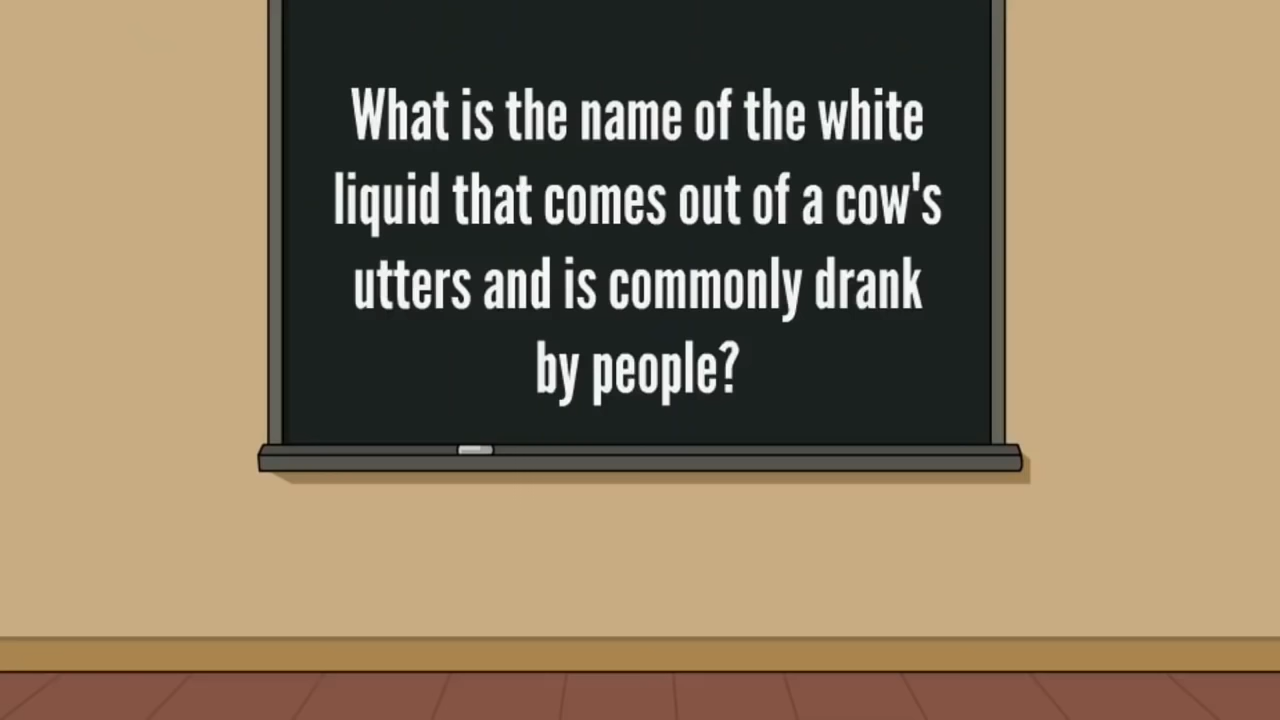 What is the name of the white
liquid that comes out of a cow's
utters and is commonly drank
by people?